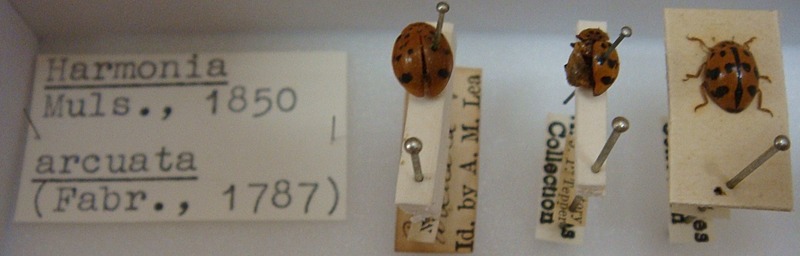 Harmonia
Muls., 1850
arcuata
(Fabr., 1787)
Id. by A. M. Lea
Collection